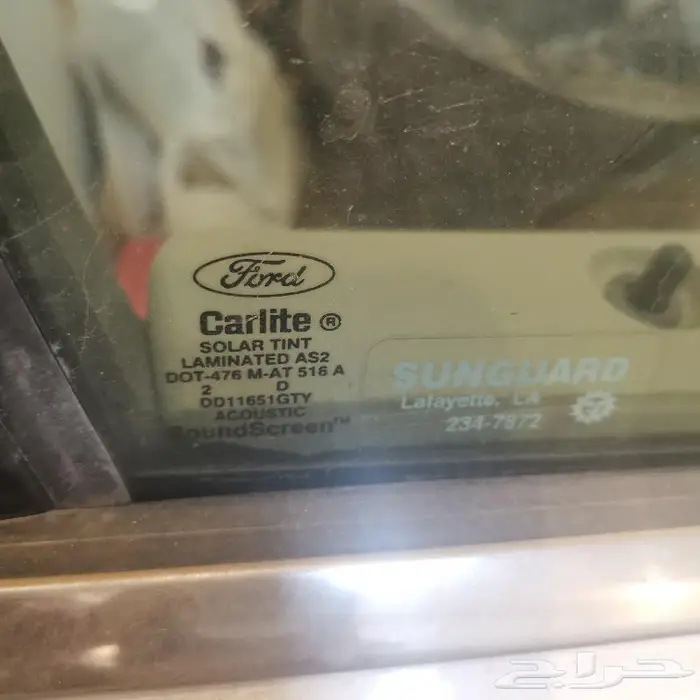 Ford
Carlite ®
SOLAR TINT
LAMINATED AS2
DOT-476 M-AT 516 A
2 D
DD11651GTY
ACOUSTIC
SoundScreen™
SUNGUARD
Lafayette, LA
234-7872
حراج